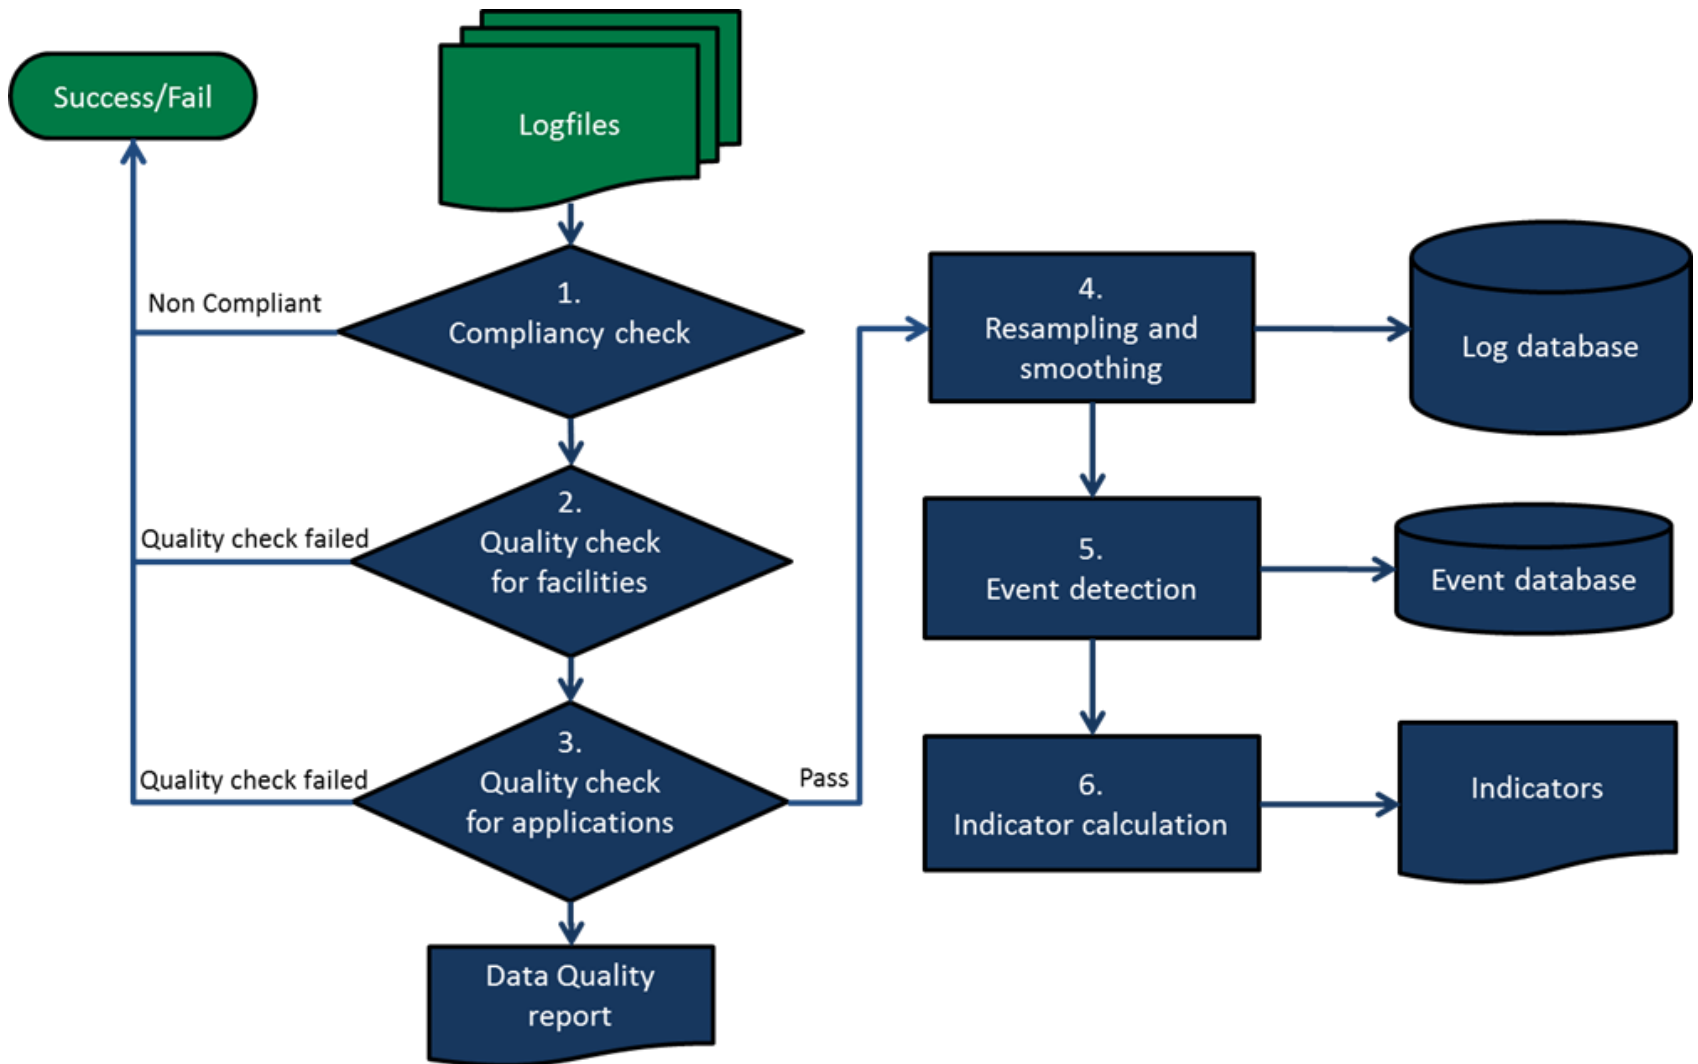 Success/Fail
Logfiles
Non Compliant
1.
Compliancy check
Quality check failed
2.
Quality check
for facilities
Quality check failed
3.
Quality check
for applications
Pass
Data Quality
report
4.
Resampling and
smoothing
Log database
5.
Event detection
Event database
6.
Indicator calculation
Indicators